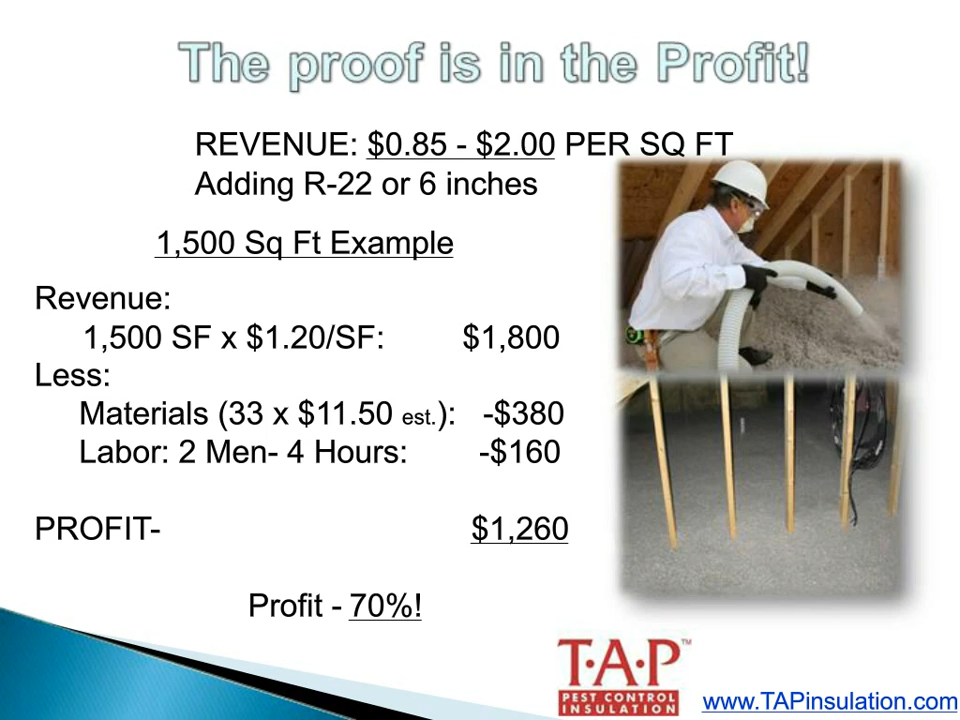 The proof is in the Profit!
REVENUE: $0.85 - $2.00 PER SQ FT
Adding R-22 or 6 inches
1,500 Sq Ft Example
Revenue:
1,500 SF x $1.20/SF: $1,800
Less:
Materials (33 x $11.50 est.): -$380
Labor: 2 Men- 4 Hours: -$160
PROFIT- $1,260
Profit - 70%!
T·A·P™
PEST CONTROL
INSULATION
www.TAPinsulation.com